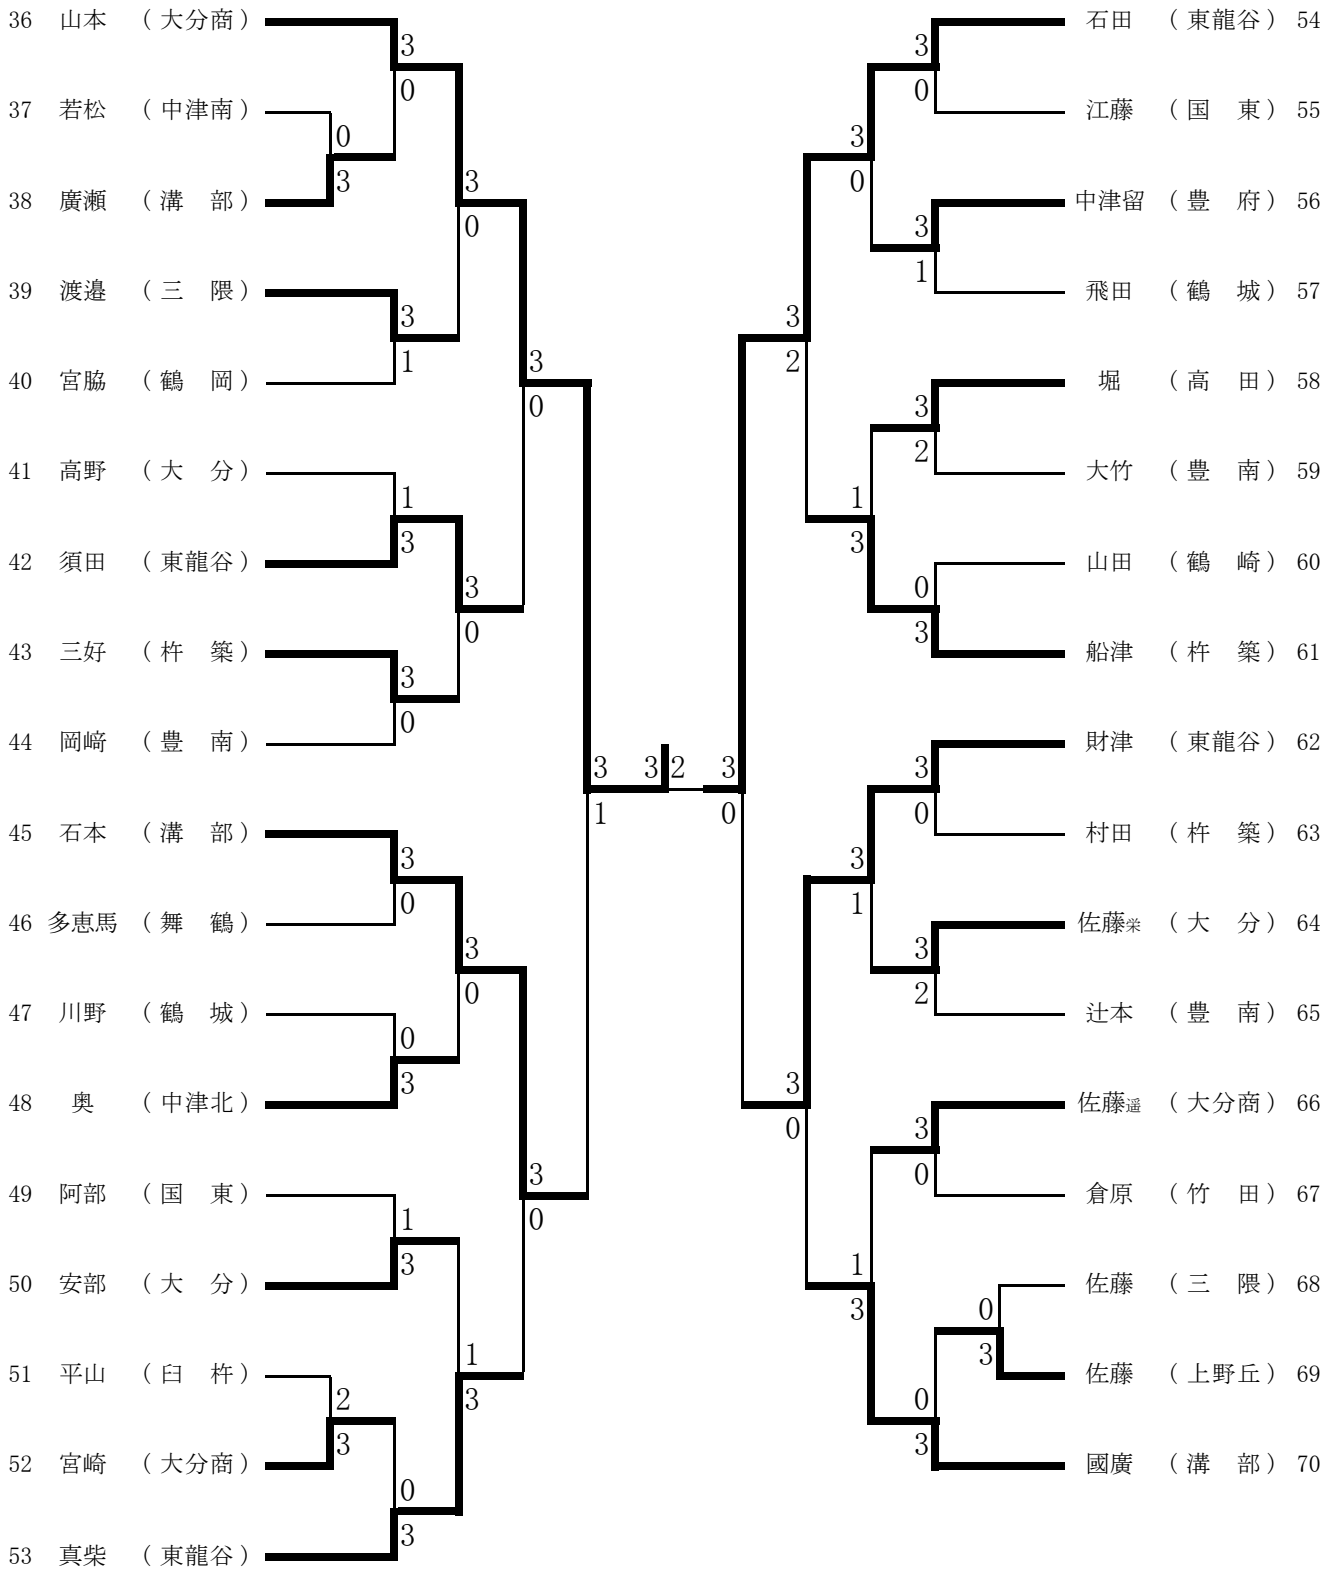 36 山本 （大分商）
3
0
37 若松 （中津南）
0
3
38 廣瀬 （溝　部）
3
0
39 渡邉 （三　隈）
3
1
40 宮脇 （鶴　岡）
3
0
41 高野 （大　分）
1
3
42 須田 （東龍谷）
3
0
43 三好 （杵　築）
3
0
44 岡﨑 （豊　南）
3
1
45 石本 （溝　部）
3
0
46 多恵馬 （舞　鶴）
3
0
47 川野 （鶴　城）
0
3
48 奥 （中津北）
3
0
49 阿部 （国　東）
1
3
50 安部 （大　分）
1
3
51 平山 （臼　杵）
2
3
52 宮崎 （大分商）
0
3
53 真柴 （東龍谷）
3 2
石田 （東龍谷） 54
3
0
江藤 （国　東） 55
3
0
中津留 （豊　府） 56
3
1
飛田 （鶴　城） 57
3
2
堀 （高　田） 58
3
2
大竹 （豊　南） 59
1
3
山田 （鶴　崎） 60
0
3
船津 （杵　築） 61
3
0
財津 （東龍谷） 62
3
0
村田 （杵　築） 63
3
1
佐藤栄 （大　分） 64
3
2
辻本 （豊　南） 65
3
0
佐藤遥 （大分商） 66
3
0
倉原 （竹　田） 67
1
3
佐藤 （三　隈） 68
0
3
佐藤 （上野丘） 69
0
3
國廣 （溝　部） 70